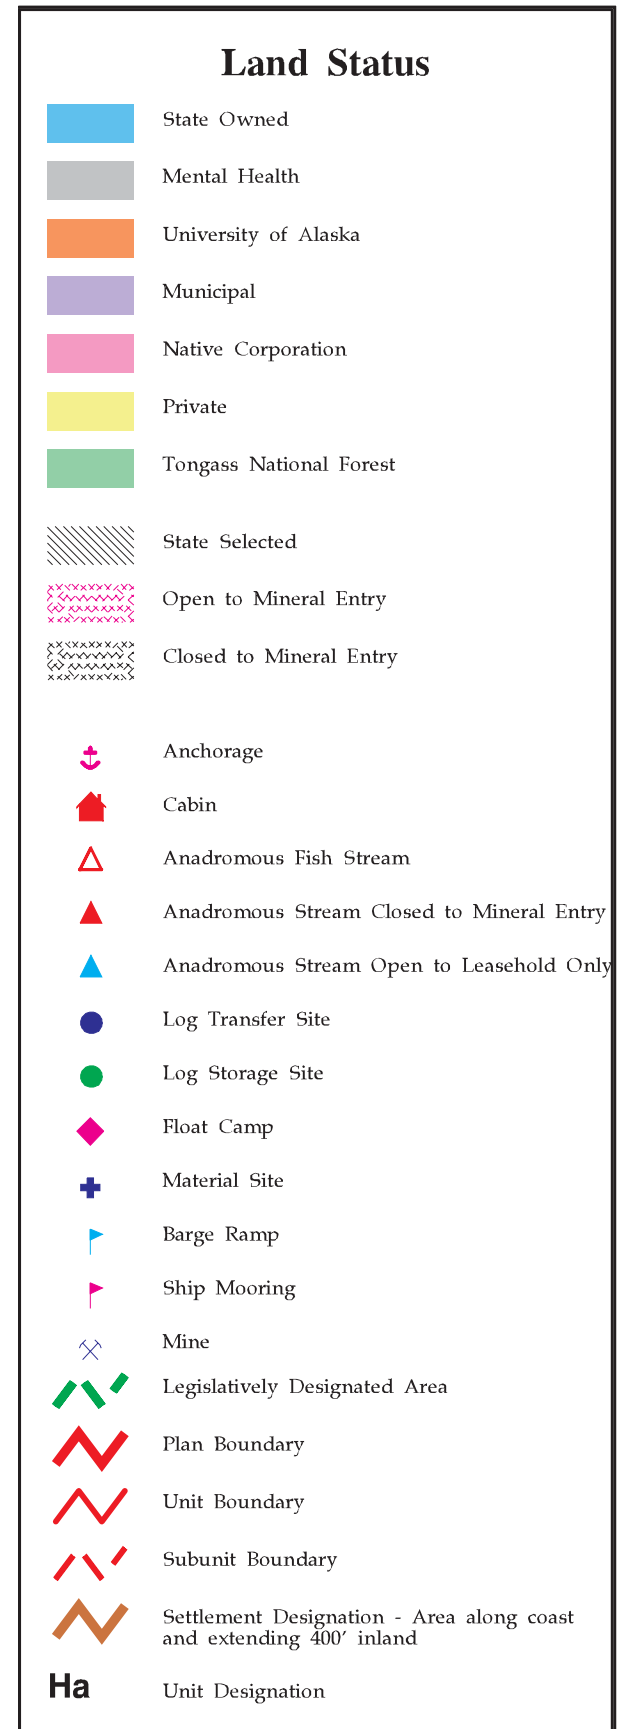 Land Status
State Owned
Mental Health
University of Alaska
Municipal
Native Corporation
Private
Tongass National Forest
State Selected
Open to Mineral Entry
Closed to Mineral Entry
Anchorage
Cabin
Anadromous Fish Stream
Anadromous Stream Closed to Mineral Entry
Anadromous Stream Open to Leasehold Only
Log Transfer Site
Log Storage Site
Float Camp
Material Site
Barge Ramp
Ship Mooring
Mine
Legislatively Designated Area
Plan Boundary
Unit Boundary
Subunit Boundary
Settlement Designation - Area along coast
and extending 400' inland
Ha Unit Designation